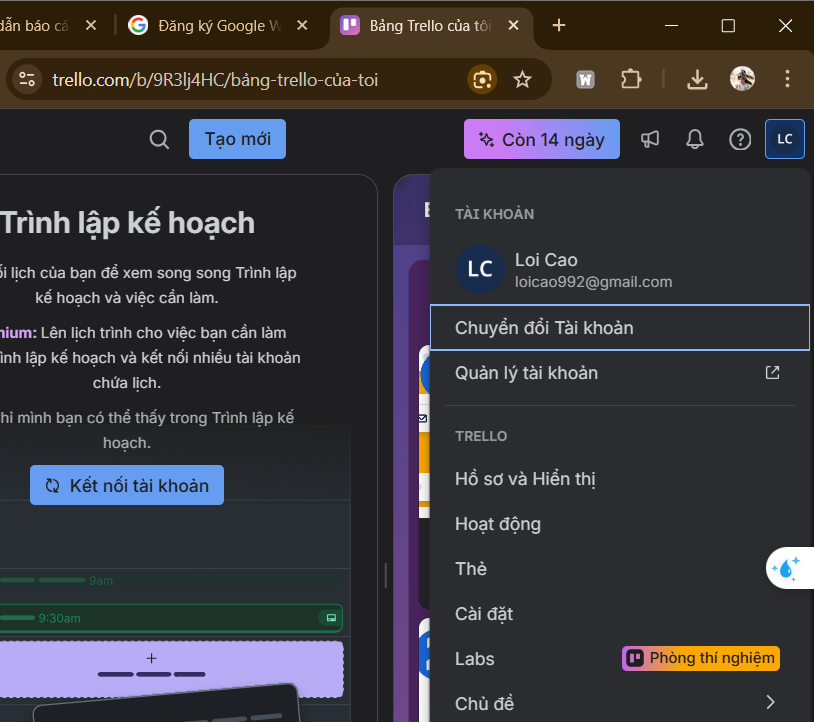 dẫn báo cá
Đăng ký Google W
Bảng Trello của tôi
trello.com/b/9R3lj4HC/bảng-trello-của-toi
Tạo mới
Còn 14 ngày
LC
Trình lập kế hoạch
ối lịch của bạn để xem song song Trình lập
kế hoạch và việc cần làm.
nium: Lên lịch trình cho việc bạn cần làm
ình lập kế hoạch và kết nối nhiều tài khoản
chứa lịch.
hỉ mình bạn có thể thấy trong Trình lập kế
hoạch.
Kết nối tài khoản
9am
9:30am
TÀI KHOẢN
LC
Loi Cao
loicao992@gmail.com
Chuyển đổi Tài khoản
Quản lý tài khoản
TRELLO
Hồ sơ và Hiển thị
Hoạt động
Thẻ
Cài đặt
Labs
Phòng thí nghiệm
Chủ đề